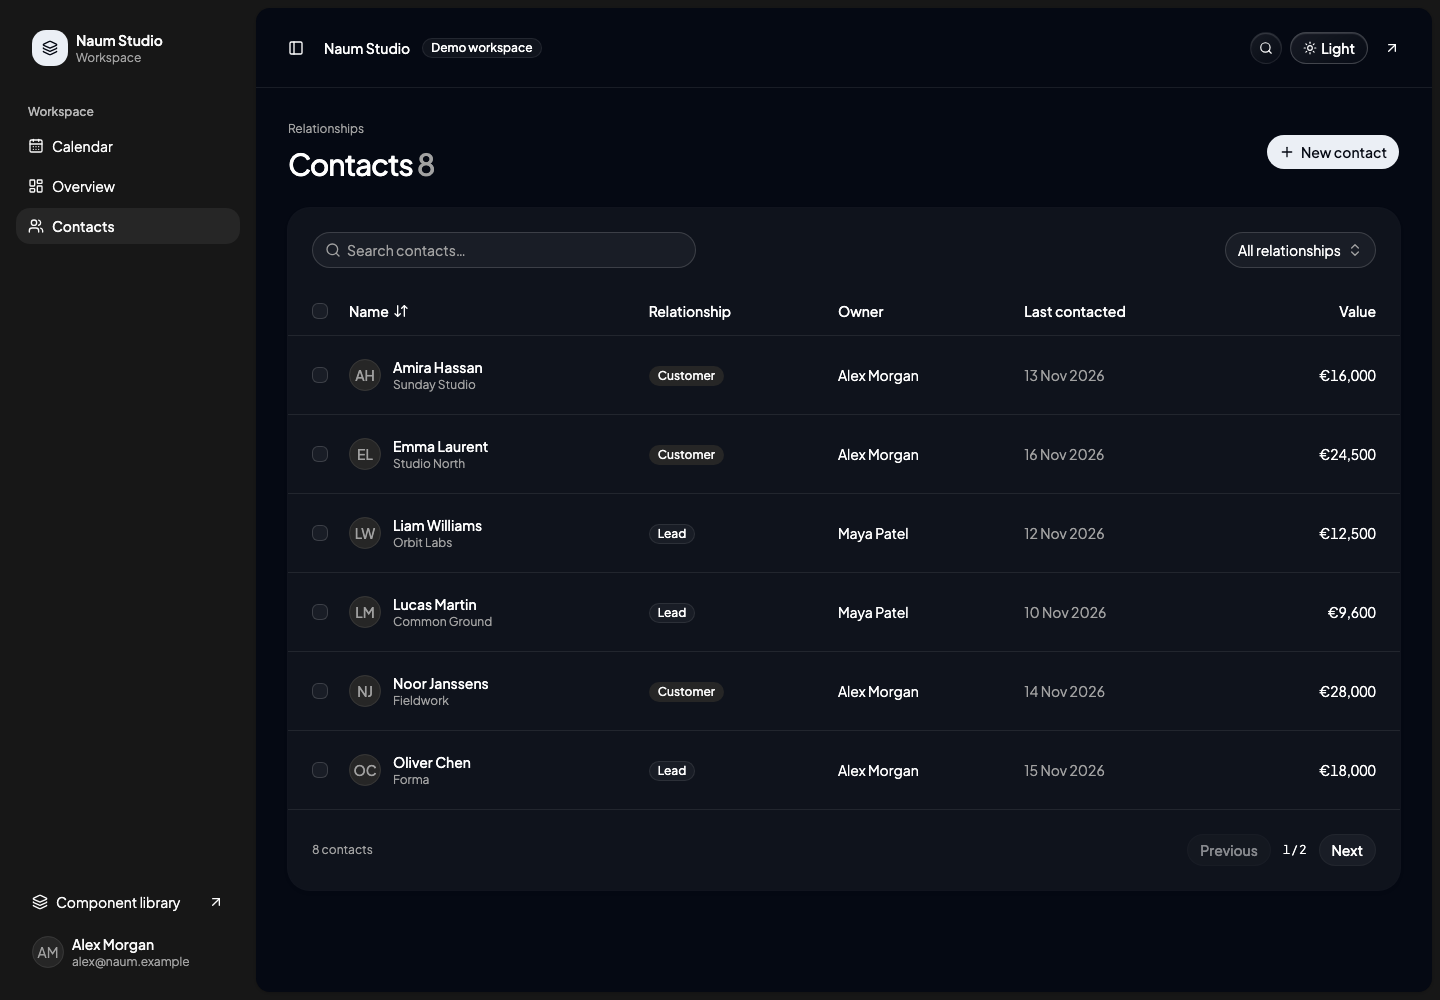 Naum Studio
Workspace
Workspace
Calendar
Overview
Contacts
Component library
AM
Alex Morgan
alex@naum.example
Naum Studio
Demo workspace
Light
Relationships
Contacts 8
New contact
Search contacts...
All relationships
Name Relationship Owner Last contacted Value
AH Amira Hassan Customer Alex Morgan 13 Nov 2026 €16,000
Sunday Studio
EL Emma Laurent Customer Alex Morgan 16 Nov 2026 €24,500
Studio North
LW Liam Williams Lead Maya Patel 12 Nov 2026 €12,500
Orbit Labs
LM Lucas Martin Lead Maya Patel 10 Nov 2026 €9,600
Common Ground
NJ Noor Janssens Customer Alex Morgan 14 Nov 2026 €28,000
Fieldwork
OC Oliver Chen Lead Alex Morgan 15 Nov 2026 €18,000
Forma
8 contacts
Previous 1/2 Next